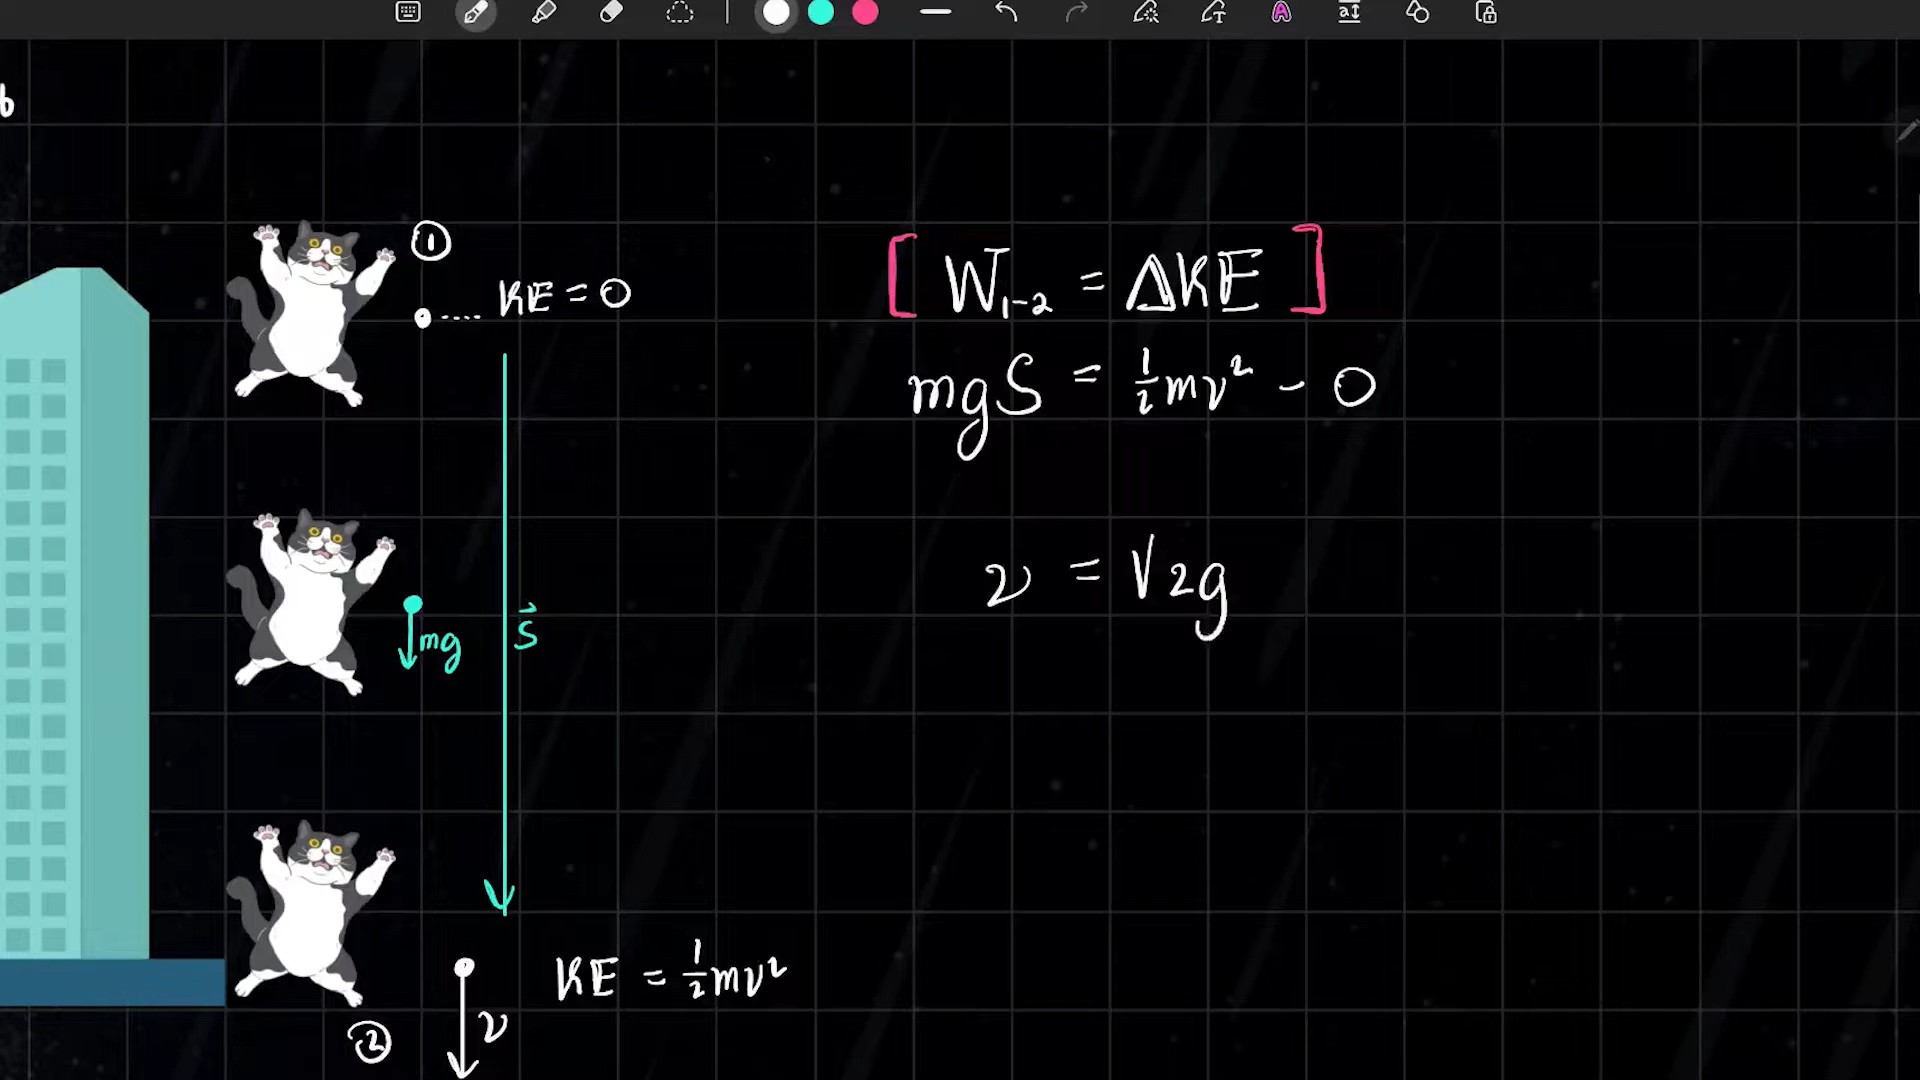 b
①
KE = 0
[ W₁₋₂ = ΔKE ]
mgS = ½mv² - 0
v = √2g
mg
s⃗
KE = ½mv²
v
②